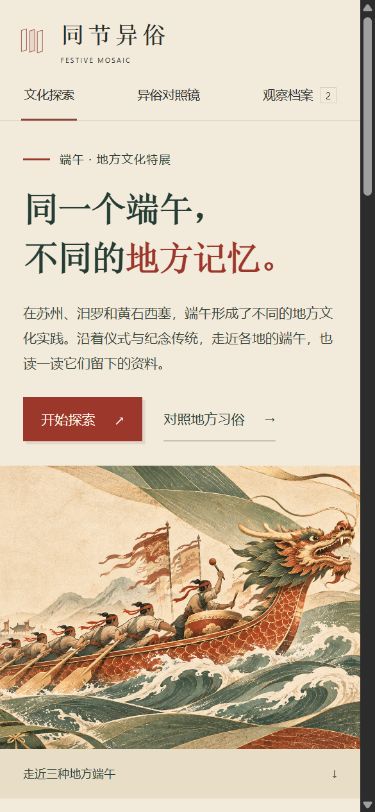 同节异俗
FESTIVE MOSAIC
文化探索 异俗对照镜 观察档案 2
端午 · 地方文化特展
同一个端午，
不同的地方记忆。
在苏州、汨罗和黄石西塞，端午形成了不同的地方文
化实践。沿着仪式与纪念传统，走近各地的端午，也
读一读它们留下的资料。
开始探索 ↗ 对照地方习俗 →
走近三种地方端午 ↓